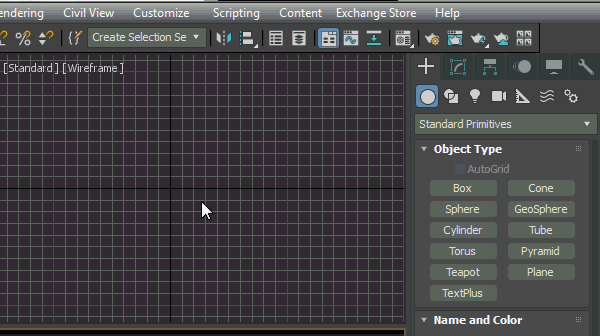 ndering Civil View Customize Scripting Content Exchange Store Help
Create Selection Se
[Standard ] [Wireframe ]
Standard Primitives
Object Type
AutoGrid
Box Cone
Sphere GeoSphere
Cylinder Tube
Torus Pyramid
Teapot Plane
TextPlus
Name and Color